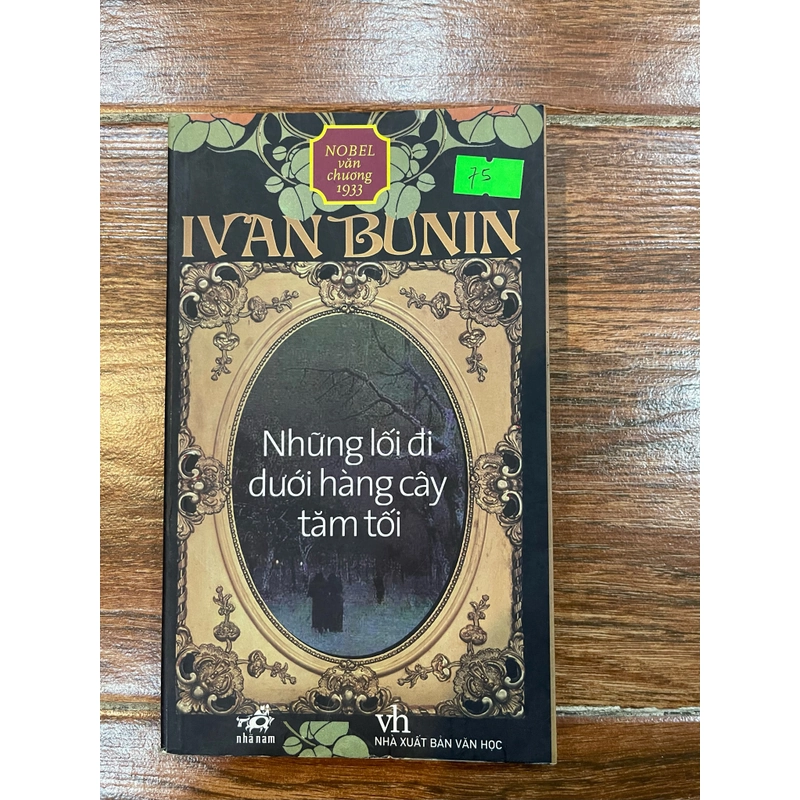 NOBEL
văn
chương
1933
75
IVAN BUNIN
Những lối đi
dưới hàng cây
tăm tối
nhã nam
vh
NHÀ XUẤT BẢN VĂN HỌC